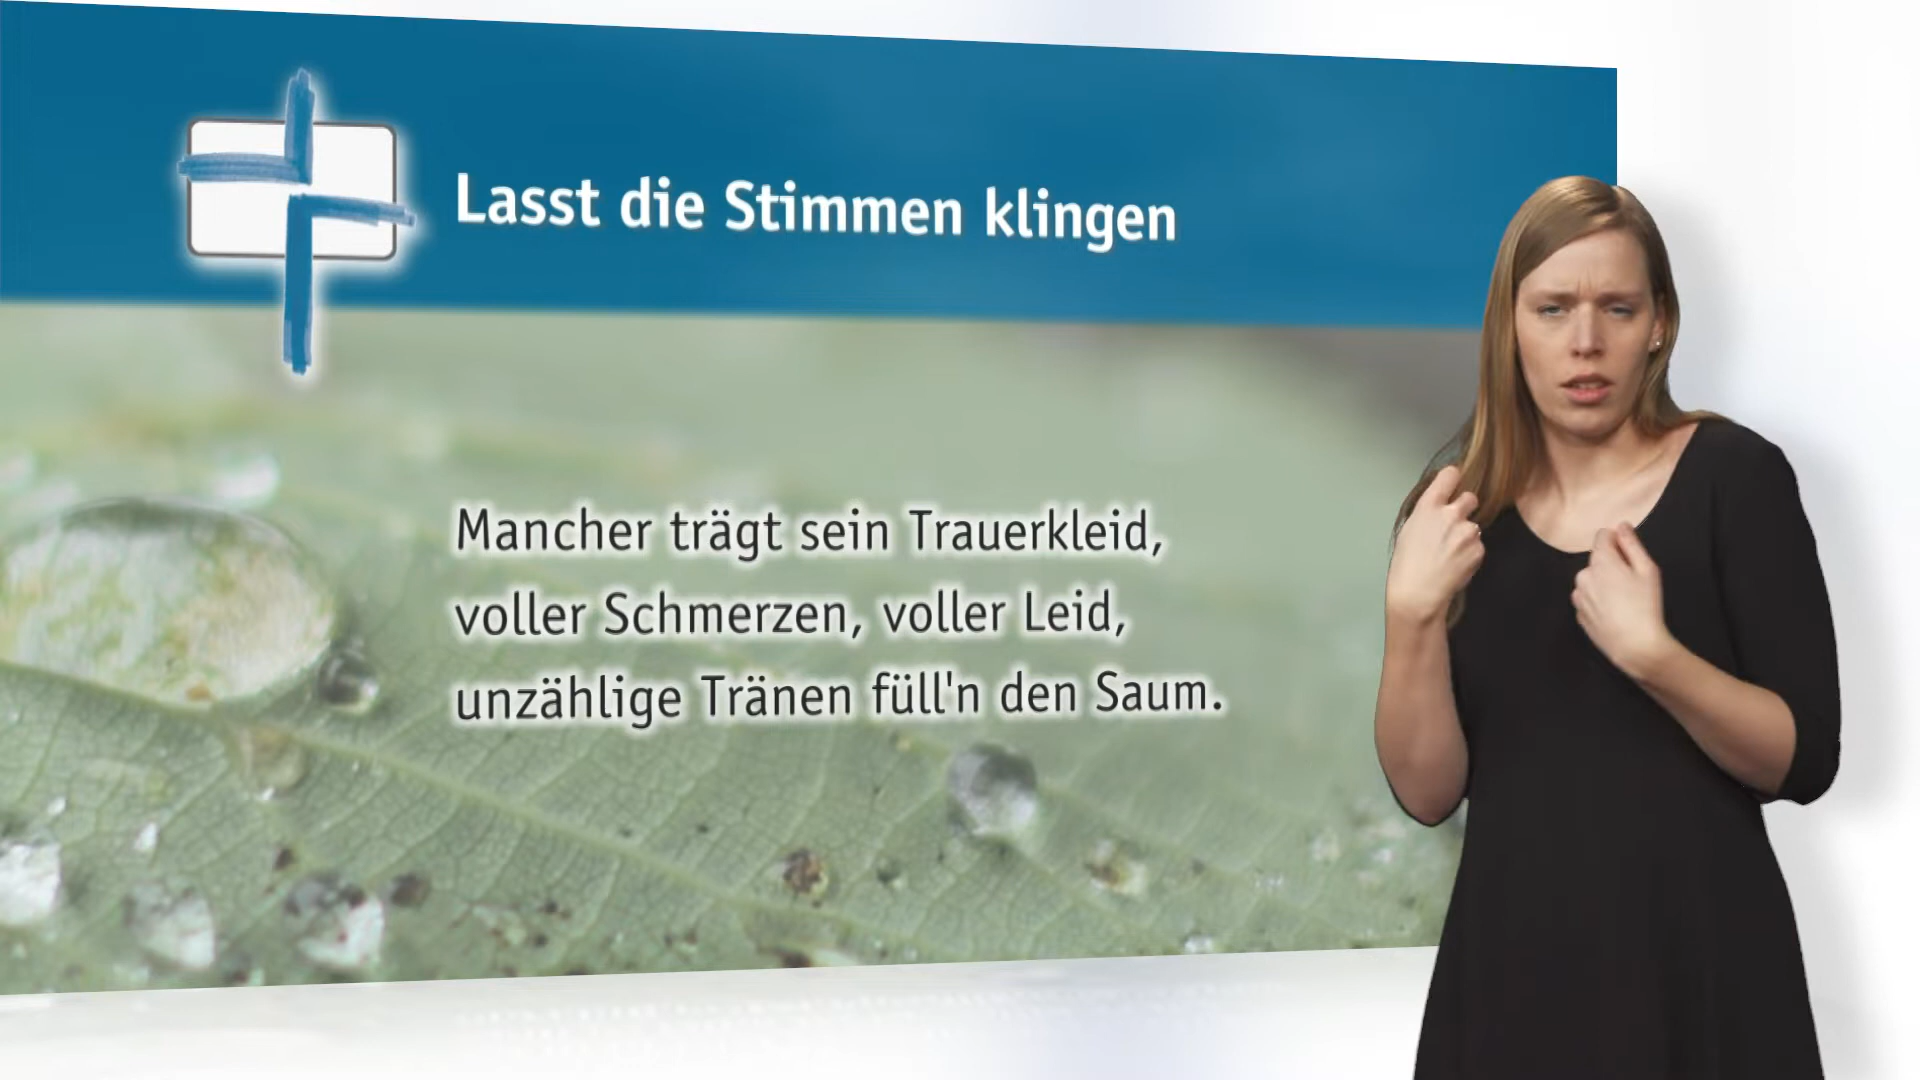 Lasst die Stimmen klingen
Mancher trägt sein Trauerkleid,
voller Schmerzen, voller Leid,
unzählige Tränen füll'n den Saum.